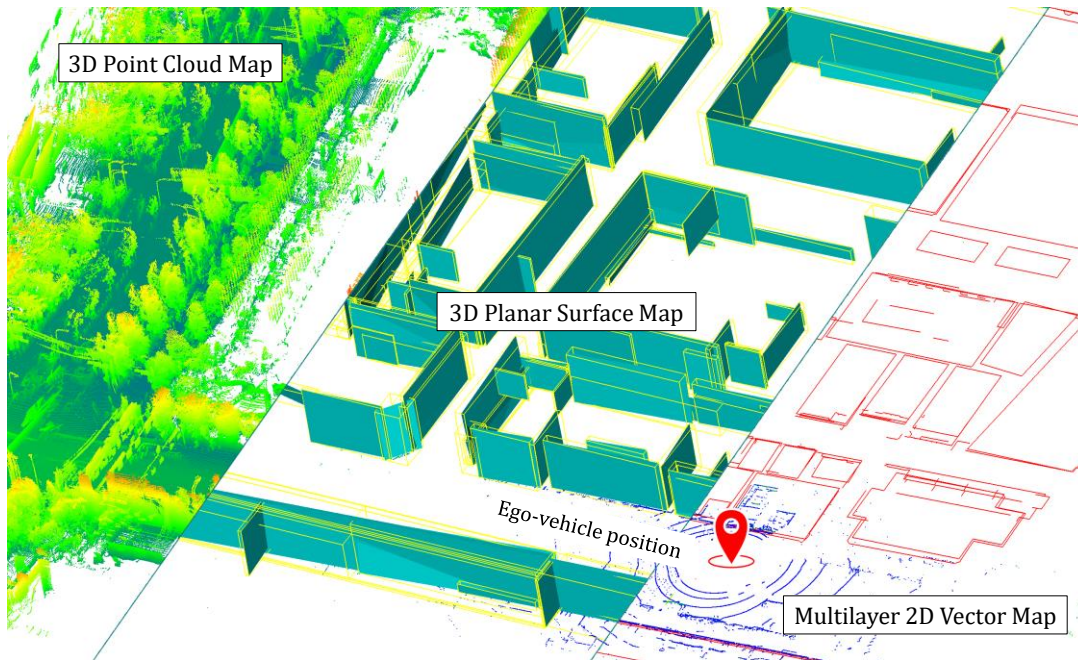 3D Point Cloud Map
3D Planar Surface Map
Ego-vehicle position
Multilayer 2D Vector Map